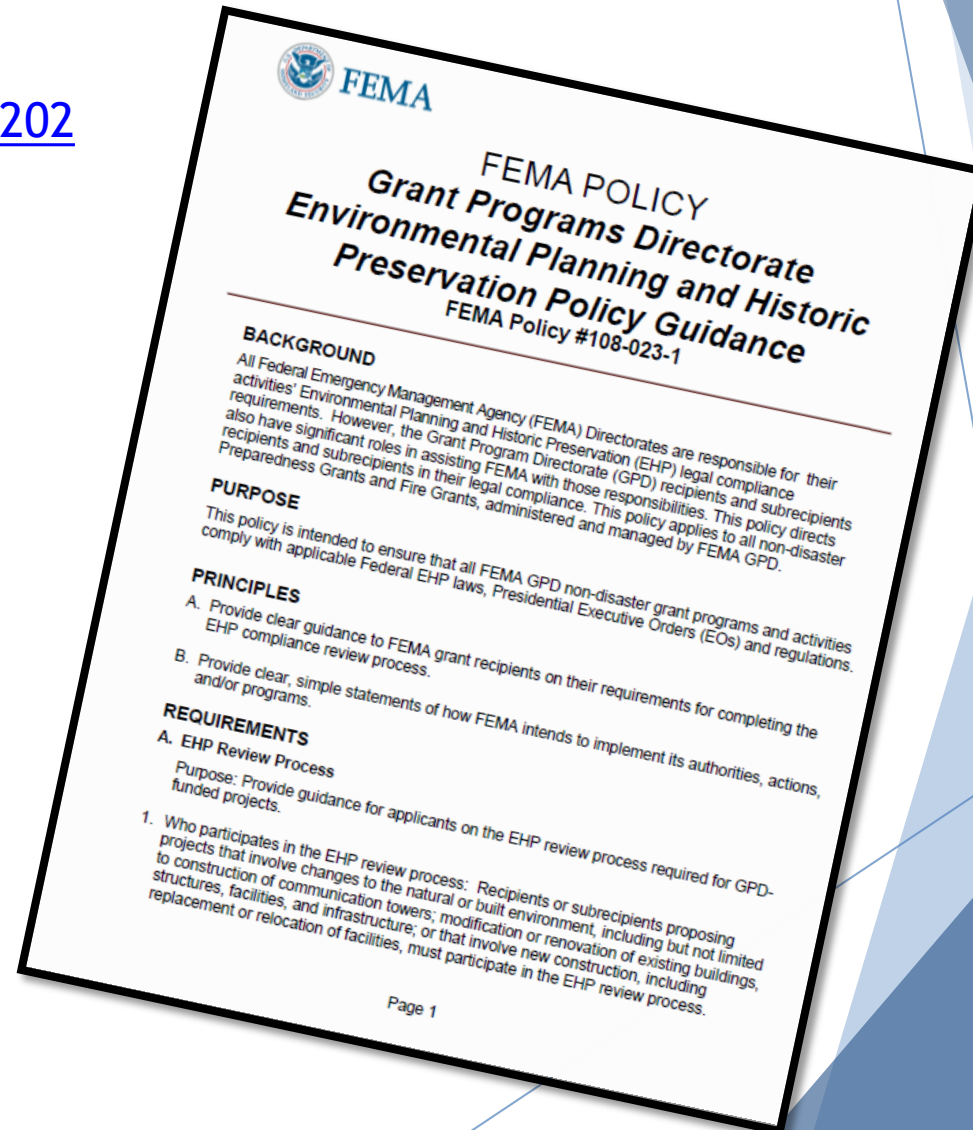 202
FEMA
FEMA POLICY
Grant Programs Directorate
Environmental Planning and Historic
Preservation Policy Guidance
FEMA Policy #108-023-1
BACKGROUND
All Federal Emergency Management Agency (FEMA) Directorates are responsible for their
activities' Environmental Planning and Historic Preservation (EHP) legal compliance
requirements. However, the Grant Program Directorate (GPD) recipients and subrecipients
also have significant roles in assisting FEMA with those responsibilities. This policy directs
recipients and subrecipients in their legal compliance. This policy applies to all non-disaster
Preparedness Grants and Fire Grants, administered and managed by FEMA GPD.
PURPOSE
This policy is intended to ensure that all FEMA GPD non-disaster grant programs and activities
comply with applicable Federal EHP laws, Presidential Executive Orders (EOs) and regulations.
PRINCIPLES
A. Provide clear guidance to FEMA grant recipients on their requirements for completing the
EHP compliance review process.
B. Provide clear, simple statements of how FEMA intends to implement its authorities, actions,
and/or programs.
REQUIREMENTS
A. EHP Review Process
Purpose: Provide guidance for applicants on the EHP review process required for GPD-
funded projects.
1. Who participates in the EHP review process: Recipients or subrecipients proposing
projects that involve changes to the natural or built environment, including but not limited
to construction of communication towers; modification or renovation of existing buildings,
structures, facilities, and infrastructure; or that involve new construction, including
replacement or relocation of facilities, must participate in the EHP review process.
Page 1